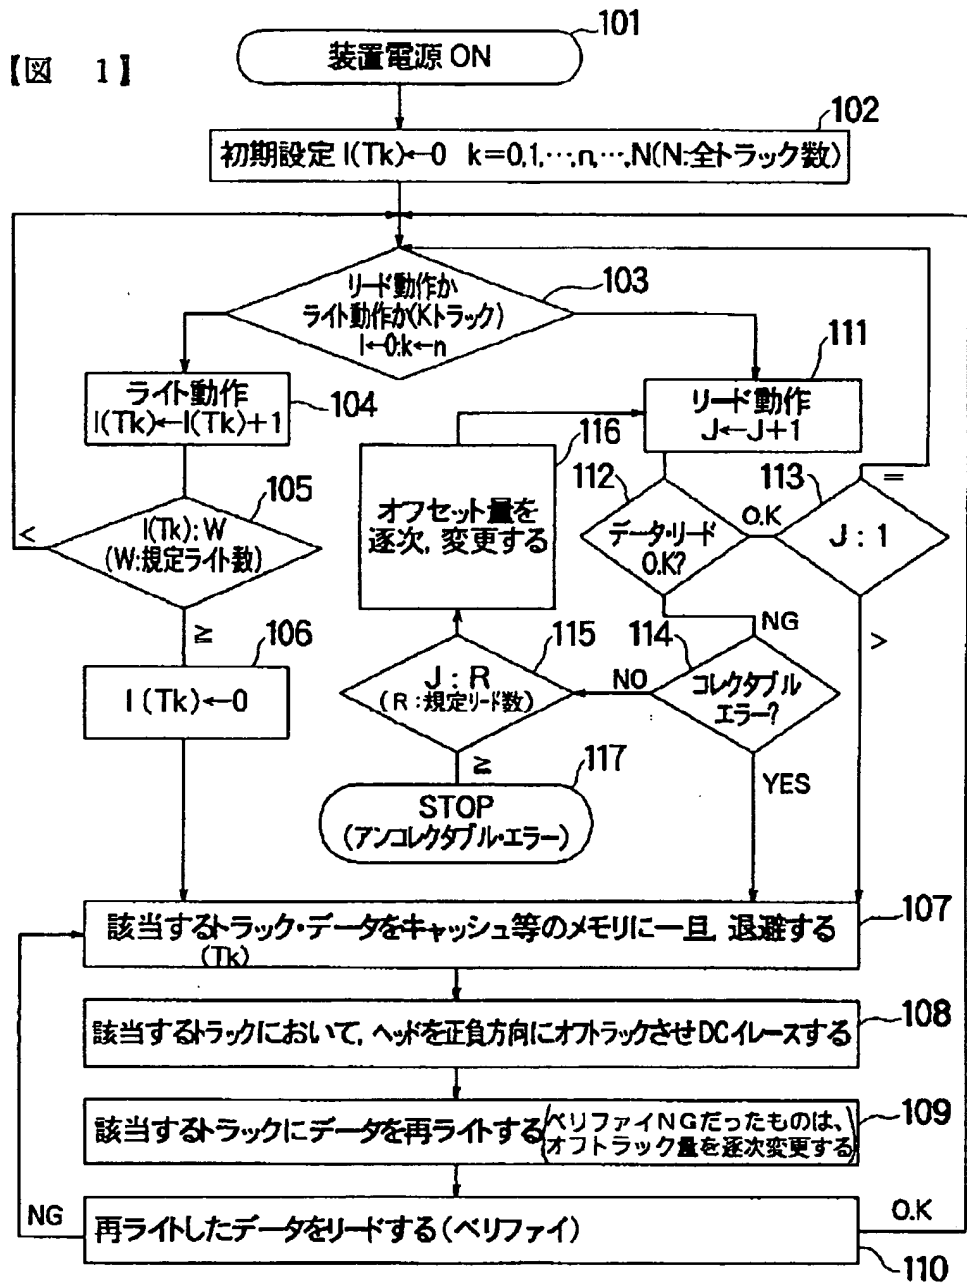 【図 1】
101
装置電源 ON
102
初期設定 I(Tk)←0 k=0,1,…,n,…,N(N:全トラック数)
103
リード動作か
ライト動作か(Kトラック)
I←0:k←n
104
ライト動作
I(Tk)←I(Tk)+1
111
リード動作
J←J+1
116
オフセット量を
逐次, 変更する
105
I(Tk):W
(W:規定ライト数)
<
≧
112
データ・リード
O.K?
O.K
NG
113
J:1
=
>
106
I(Tk)←0
115
J:R
(R:規定リード数)
≧
114
コレクタブル
エラー?
NO
YES
117
STOP
(アンコレクタブル・エラー)
107
該当するトラック・データをキャッシュ等のメモリに一旦, 退避する
(Tk)
108
該当するトラックにおいて,ヘッドを正負方向にオフトラックさせDCイレースする
109
該当するトラックにデータを再ライトする(ベリファイNGだったものは、
オフトラック量を逐次変更する)
110
再ライトしたデータをリードする(ベリファイ)
NG
O.K